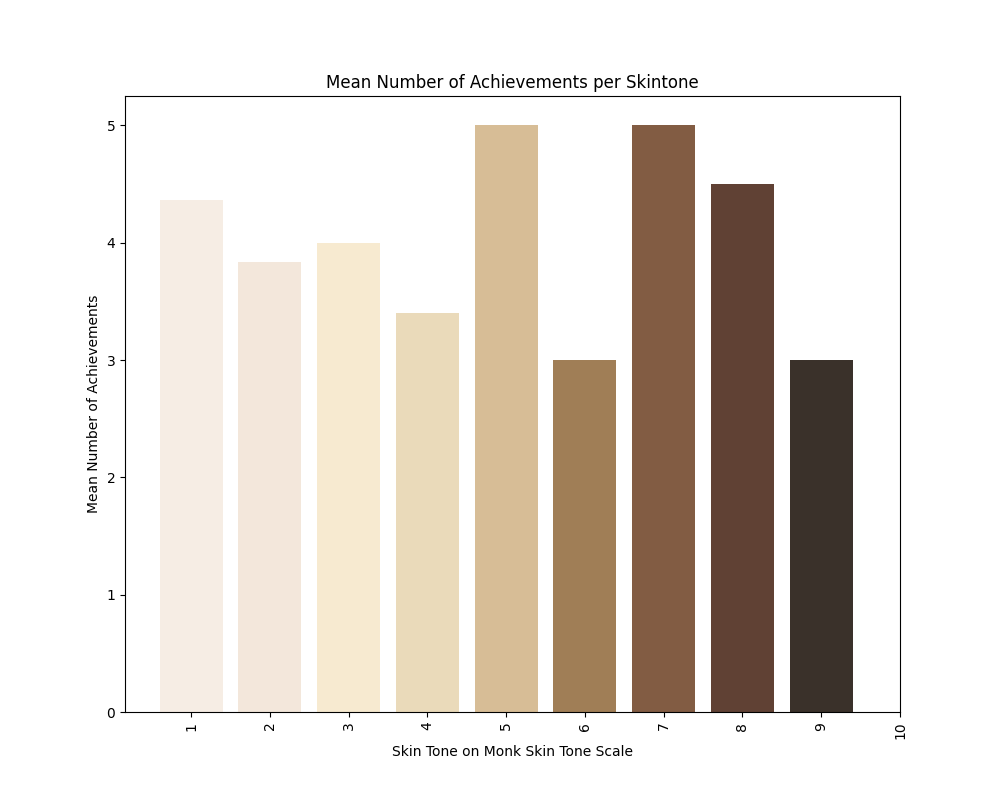 Mean Number of Achievements per Skintone
5
4
3
2
1
0
Mean Number of Achievements
1 2 3 4 5 6 7 8 9 10
Skin Tone on Monk Skin Tone Scale